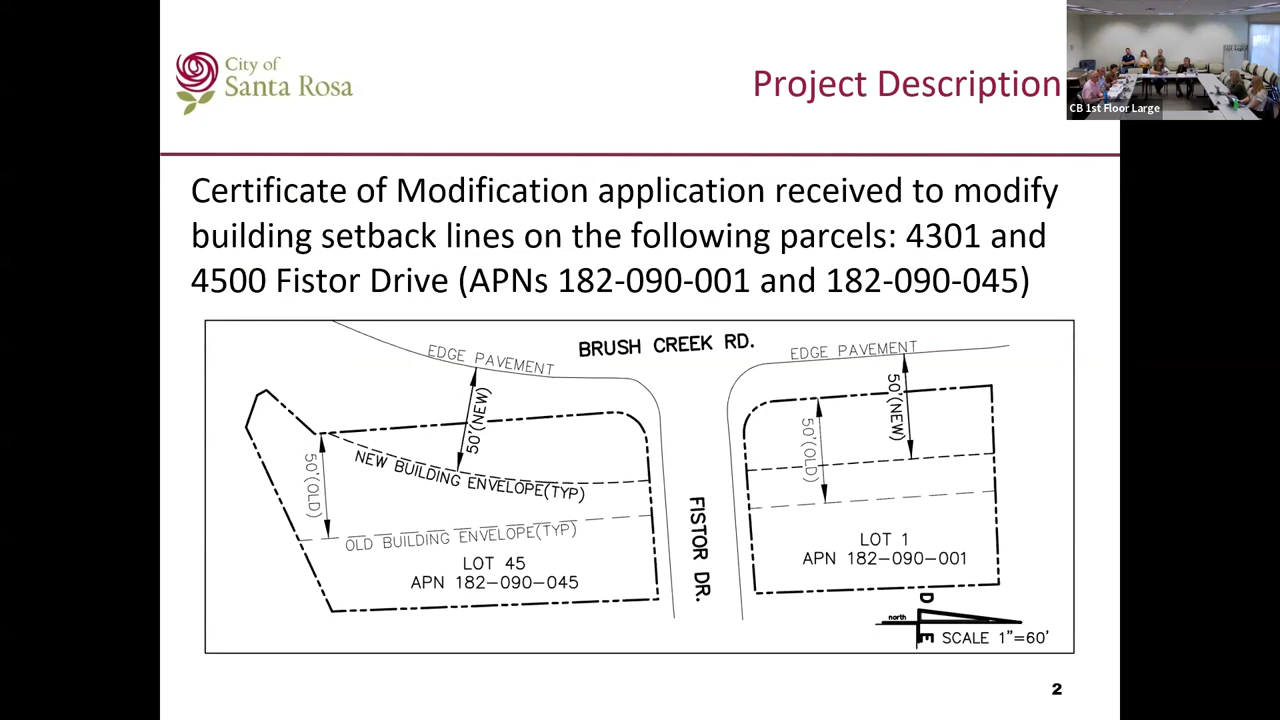 City of
Santa Rosa
Project Description
CB 1st Floor Large
Certificate of Modification application received to modify
building setback lines on the following parcels: 4301 and
4500 Fistor Drive (APNs 182-090-001 and 182-090-045)
BRUSH CREEK RD.
EDGE PAVEMENT
EDGE PAVEMENT
50'(NEW)
50'(NEW)
50'(OLD)
50'(OLD)
NEW BUILDING ENVELOPE(TYP)
OLD BUILDING ENVELOPE(TYP)
LOT 45
APN 182-090-045
FISTOR DR.
LOT 1
APN 182-090-001
D
north
E
SCALE 1"=60'
2